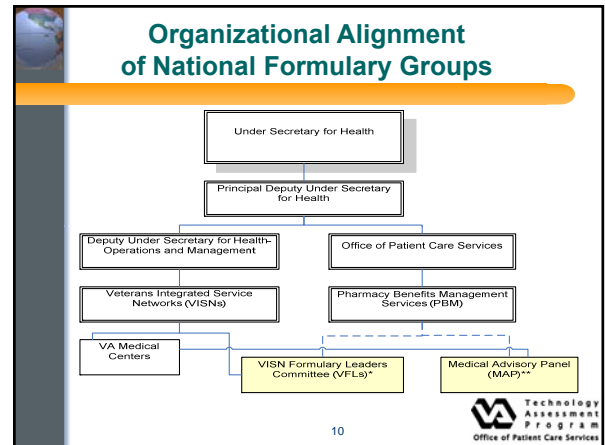 Organizational Alignment
of National Formulary Groups
Under Secretary for Health
Principal Deputy Under Secretary
for Health
Deputy Under Secretary for Health-
Operations and Management
Office of Patient Care Services
Veterans Integrated Service
Networks (VISNs)
Pharmacy Benefits Management
Services (PBM)
VA Medical
Centers
VISN Formulary Leaders
Committee (VFLs)*
Medical Advisory Panel
(MAP)**
10
VA
Technology
Assessment
Program
Office of Patient Care Services